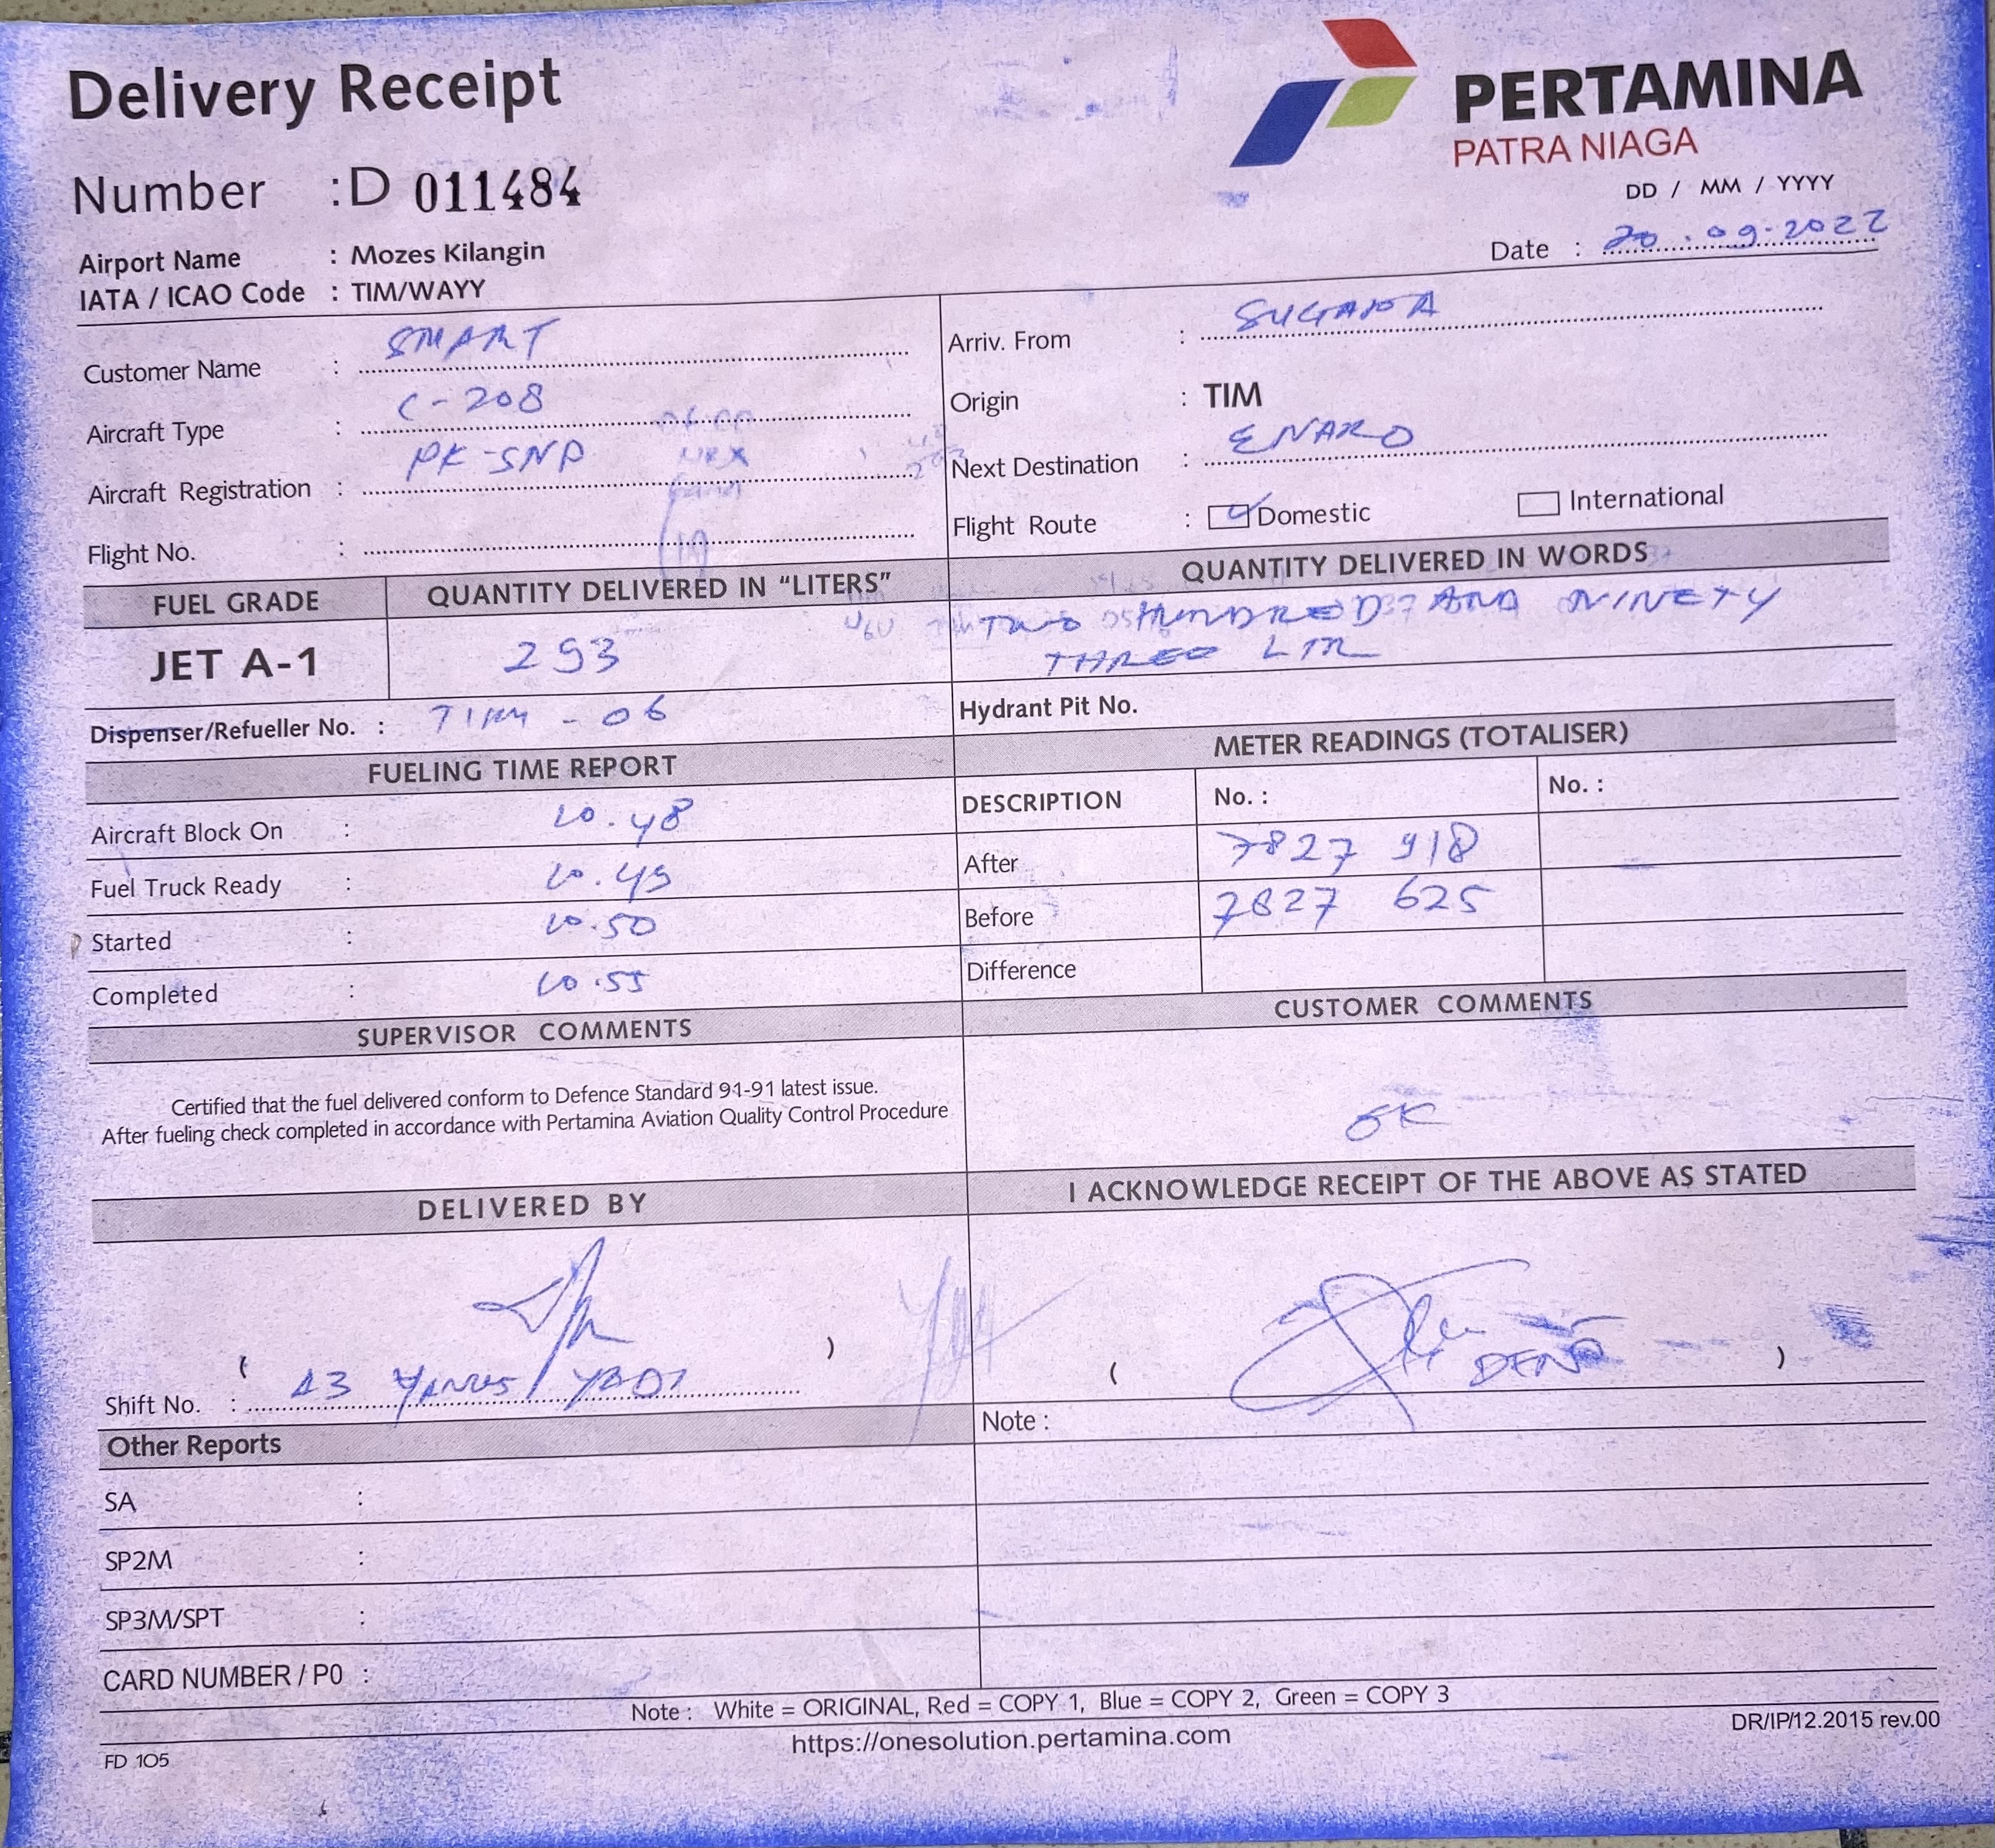 Delivery Receipt
PERTAMINA
PATRA NIAGA
Number : D 011484
DD / MM / YYYY
Airport Name : Mozes Kilangin
Date : 20.09-2022
IATA / ICAO Code : TIM/WAYY
Customer Name : SMART
Arriv. From : SUGAPA
Aircraft Type : C-208
Origin : TIM
Aircraft Registration : PK-SNP
Next Destination : ENARO
Flight No. :
Flight Route : Domestic International
FUEL GRADE QUANTITY DELIVERED IN "LITERS" QUANTITY DELIVERED IN WORDS
JET A-1 293 TWO HUNDRED AND NINETY
THREE LTR
Dispenser/Refueller No. : TIM - 06
Hydrant Pit No.
FUELING TIME REPORT METER READINGS (TOTALISER)
DESCRIPTION No. : No. :
Aircraft Block On : 10.48
After 7827 918
Fuel Truck Ready : 10.49
Before 7827 625
Started : 10.50
Difference
Completed : 10.55
SUPERVISOR COMMENTS CUSTOMER COMMENTS
Certified that the fuel delivered conform to Defence Standard 91-91 latest issue.
After fueling check completed in accordance with Pertamina Aviation Quality Control Procedure
OK
DELIVERED BY I ACKNOWLEDGE RECEIPT OF THE ABOVE AS STATED
( )
( )
Shift No. :
Note :
Other Reports
SA :
SP2M :
SP3M/SPT :
CARD NUMBER / P0 :
Note : White = ORIGINAL, Red = COPY 1, Blue = COPY 2, Green = COPY 3
https://onesolution.pertamina.com
DR/IP/12.2015 rev.00
FD 105